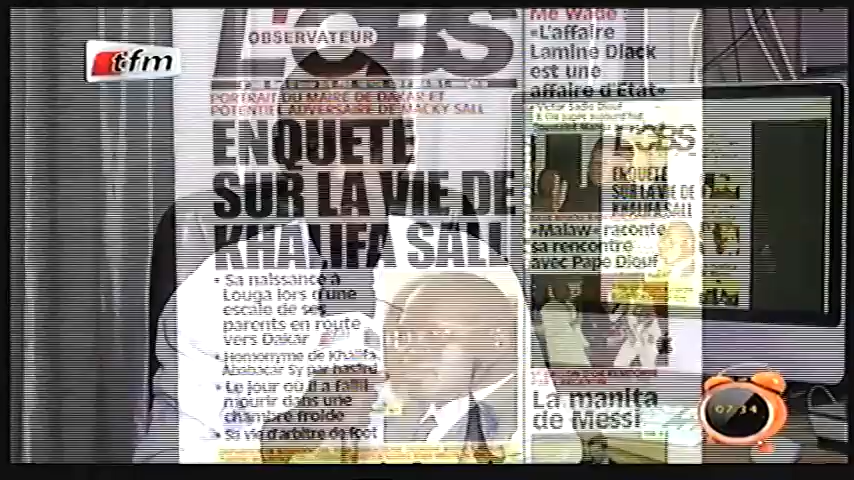 tfm
L'OBS
OBSERVATEUR
PORTRAIT DU MAIRE DE DAKAR ET
POTENTIEL ADVERSAIRE DE MACKY SALL
ENQUETE
SUR LA VIE DE
KHALIFA SALL
• Sa naissance à
Louga lors d'une
escale de ses
parents en route
vers Dakar
• Homonyme de Khalifa
Ababacar Sy par hasard
• Le jour où il a failli
mourir dans une
chambre froide
• Sa vie d'arbitre de foot
Me Wade :
«L'affaire
Lamine Diack
est une
affaire d'Etat»
L'OBS
ENQUETE
SUR LA VIE DE
KHALIFA SALL
«Malaw» raconte
sa rencontre
avec Pape Diouf
La manita
de Messi
07:34